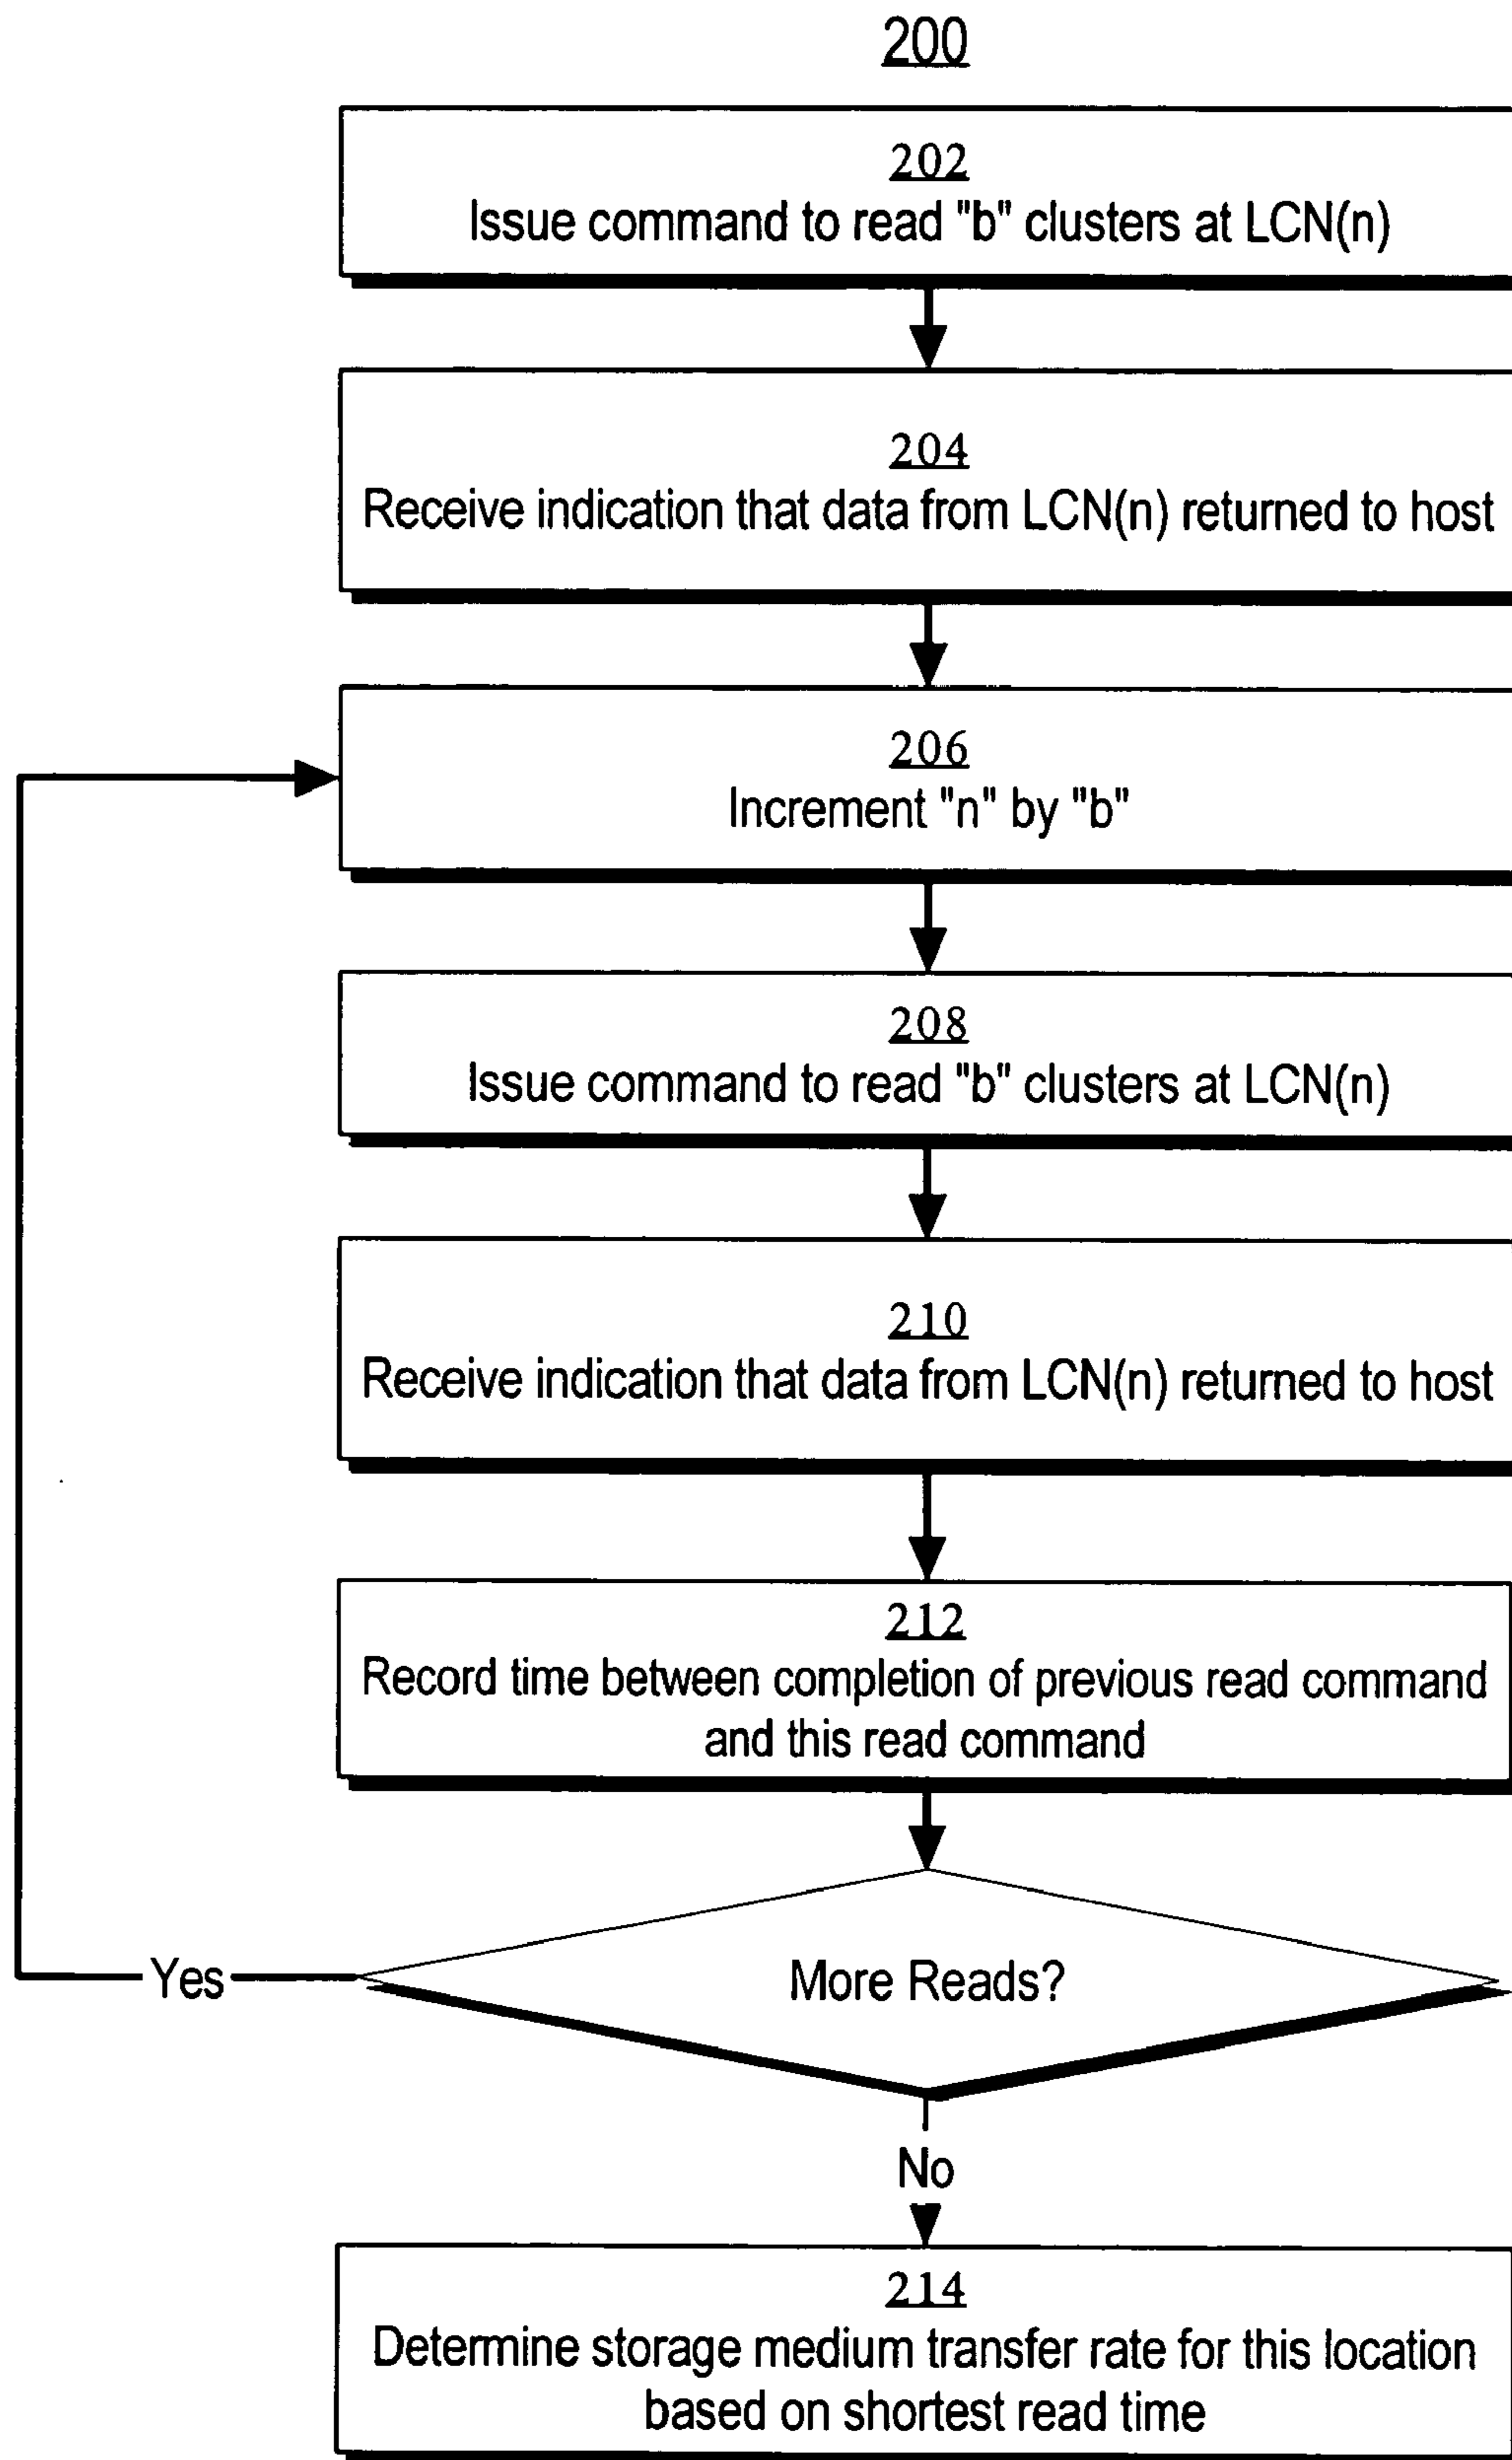 200
202
Issue command to read "b" clusters at LCN(n)
204
Receive indication that data from LCN(n) returned to host
206
Increment "n" by "b"
208
Issue command to read "b" clusters at LCN(n)
210
Receive indication that data from LCN(n) returned to host
212
Record time between completion of previous read command
and this read command
More Reads?
Yes
No
214
Determine storage medium transfer rate for this location
based on shortest read time